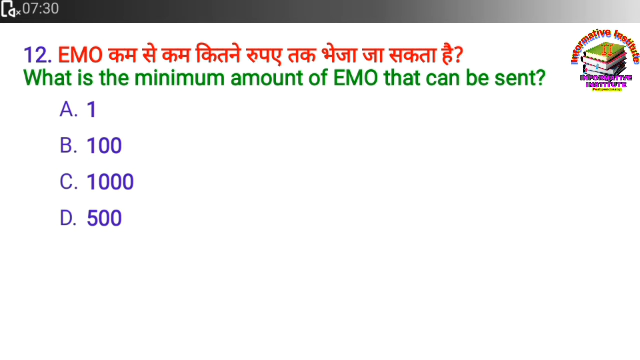 07:30
12. EMO कम से कम कितने रुपए तक भेजा जा सकता है?
What is the minimum amount of EMO that can be sent?
A. 1
B. 100
C. 1000
D. 500
Informative Institute
INFORMATIVE
INSTITUTE